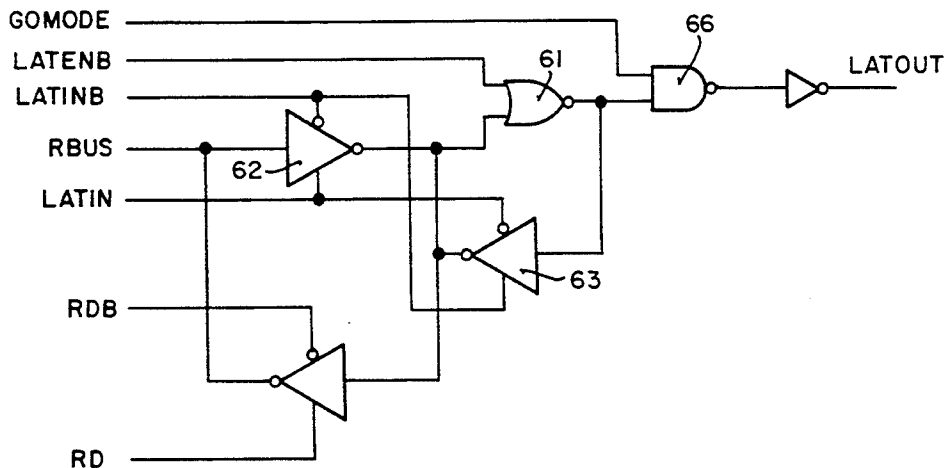 GOMODE
66
LATENB
61
LATOUT
LATINB
RBUS
62
LATIN
63
RDB
RD